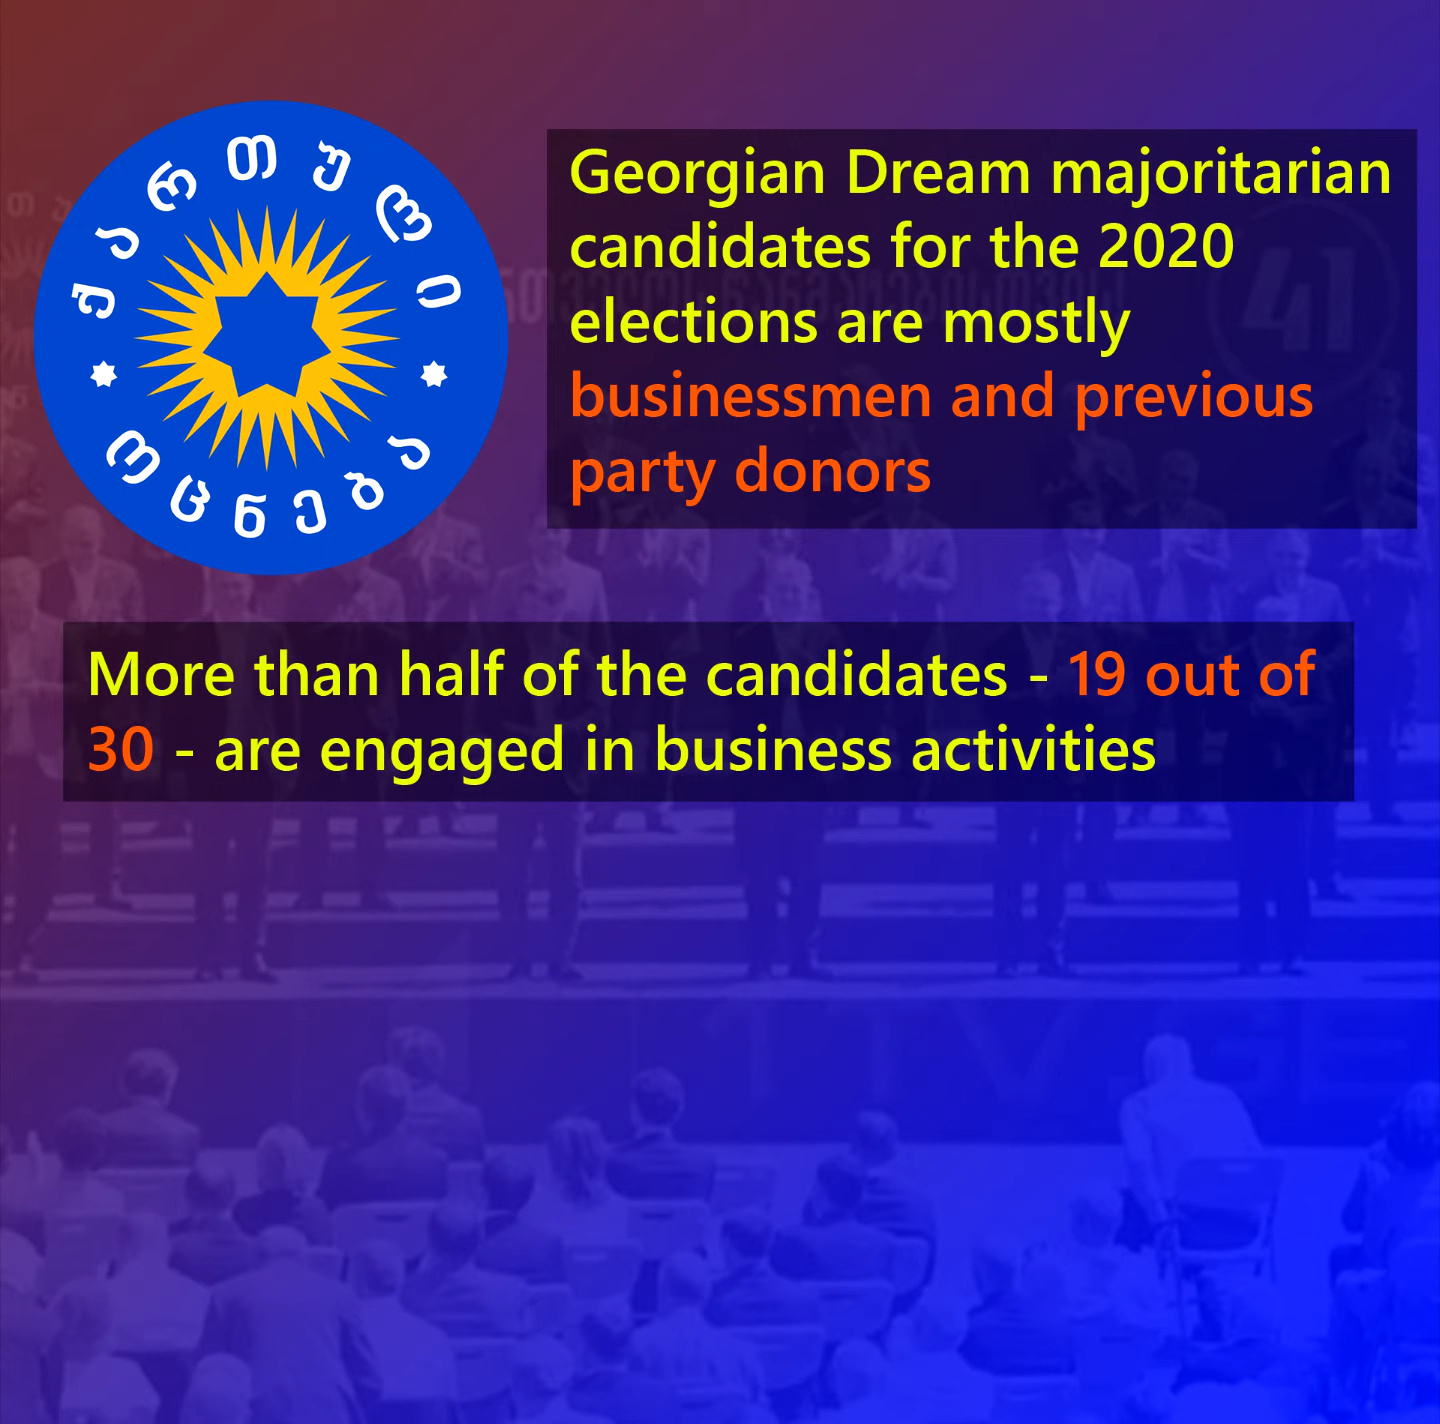 ქართული
ოცნება
Georgian Dream majoritarian
candidates for the 2020
elections are mostly
businessmen and previous
party donors
41
More than half of the candidates - 19 out of
30 - are engaged in business activities